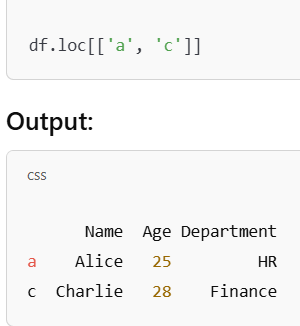 df.loc[['a', 'c']]
Output:
css
Name Age Department
a Alice 25 HR
c Charlie 28 Finance